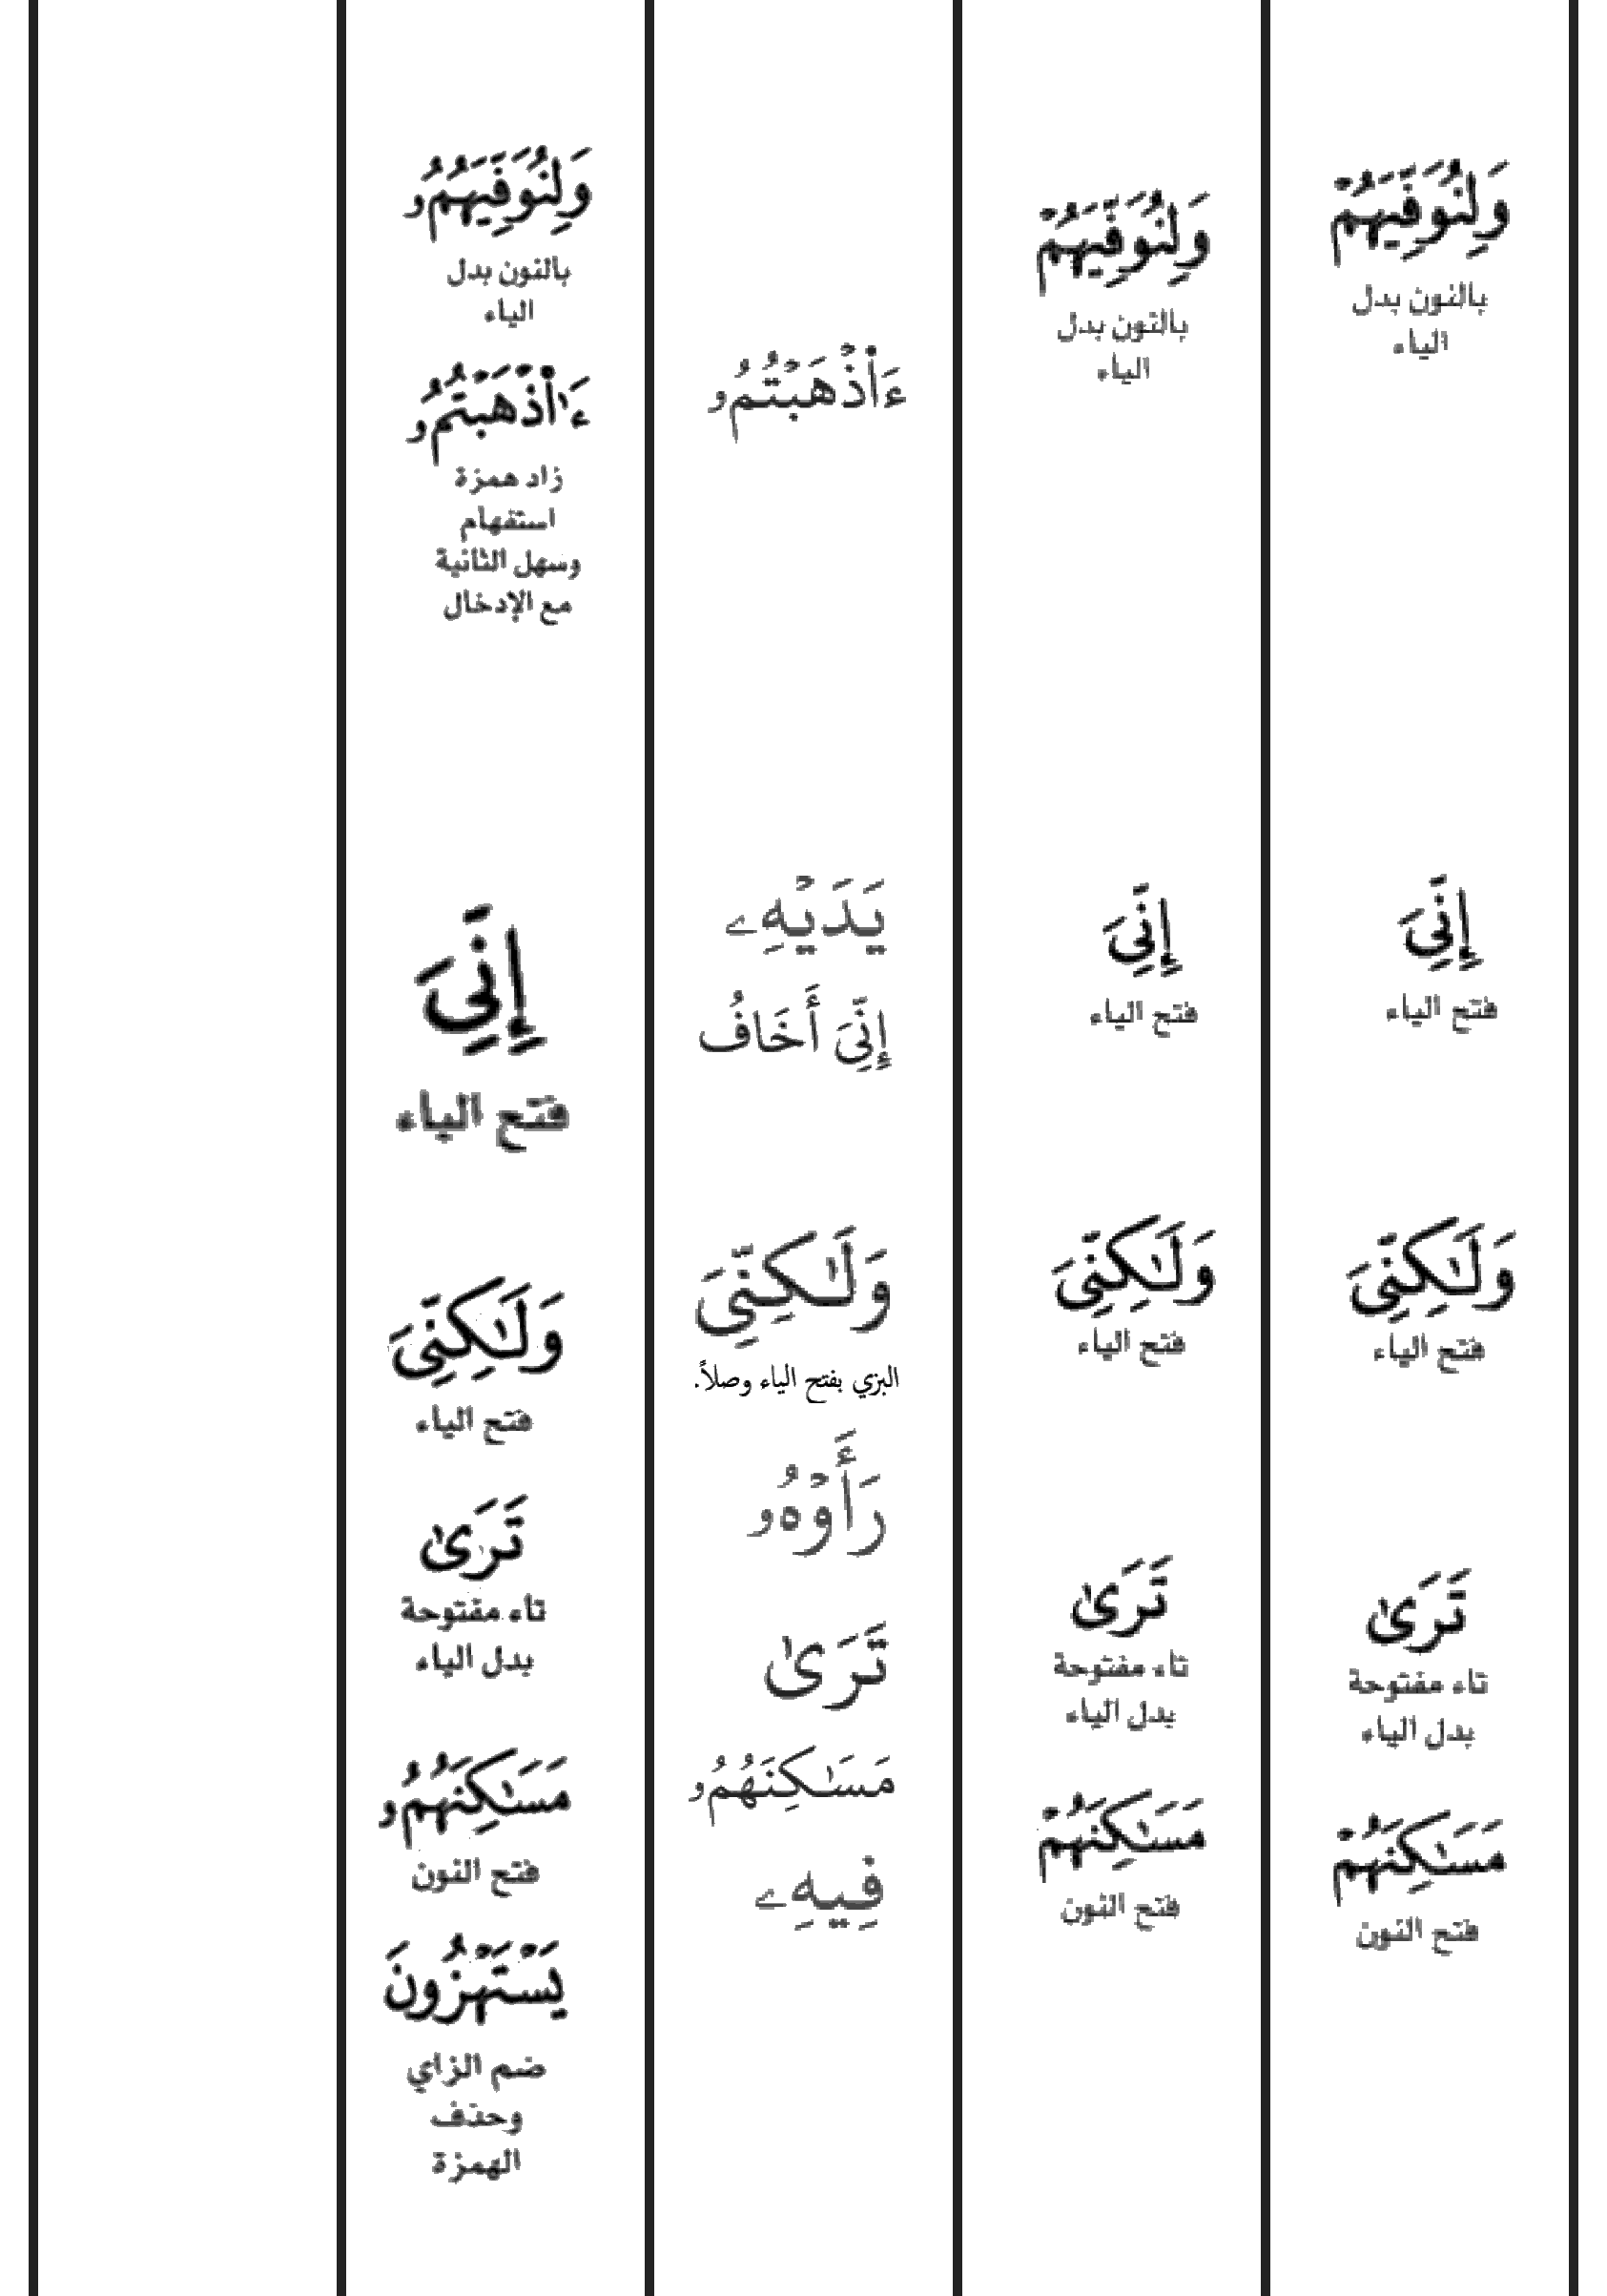 وَلِنُوَفِّيَهُمْ
بالنون بدل
الياء
إِنِّىَ
فتح الياء
وَلَـٰكِنِّىَ
فتح الياء
تَرَىٰ
تاء مفتوحة
بدل الياء
مَسَـٰكِنَهُمْ
فتح النون
وَلِنُوَفِّيَهُمْ
بالنون بدل
الياء
إِنِّىَ
فتح الياء
وَلَـٰكِنِّىَ
فتح الياء
تَرَىٰ
تاء مفتوحة
بدل الياء
مَسَـٰكِنَهُمْ
فتح النون
ءَا۬ذْهَبْتُمُۥ
يَدَيْهِۦ
إِنِّىَ أَخَافُ
وَلَـٰكِنِّىَ
البزي بفتح الياء وصلاً.
رَأَوْهُۥ
تَرَىٰ
مَسَـٰكِنَهُمُۥ
فِيهِۦ
وَلِنُوَفِّيَهُمُۥ
بالنون بدل
الياء
ءَٰا۬ذْهَبْتُمُۥ
زاد همزة
استفهام
وسهل الثانية
مع الإدخال
إِنِّىَ
فتح الياء
وَلَـٰكِنِّىَ
فتح الياء
تَرَىٰ
تاء مفتوحة
بدل الياء
مَسَـٰكِنَهُمُۥ
فتح النون
يَسْتَهْزُونَ
ضم الزاي
وحذف
الهمزة